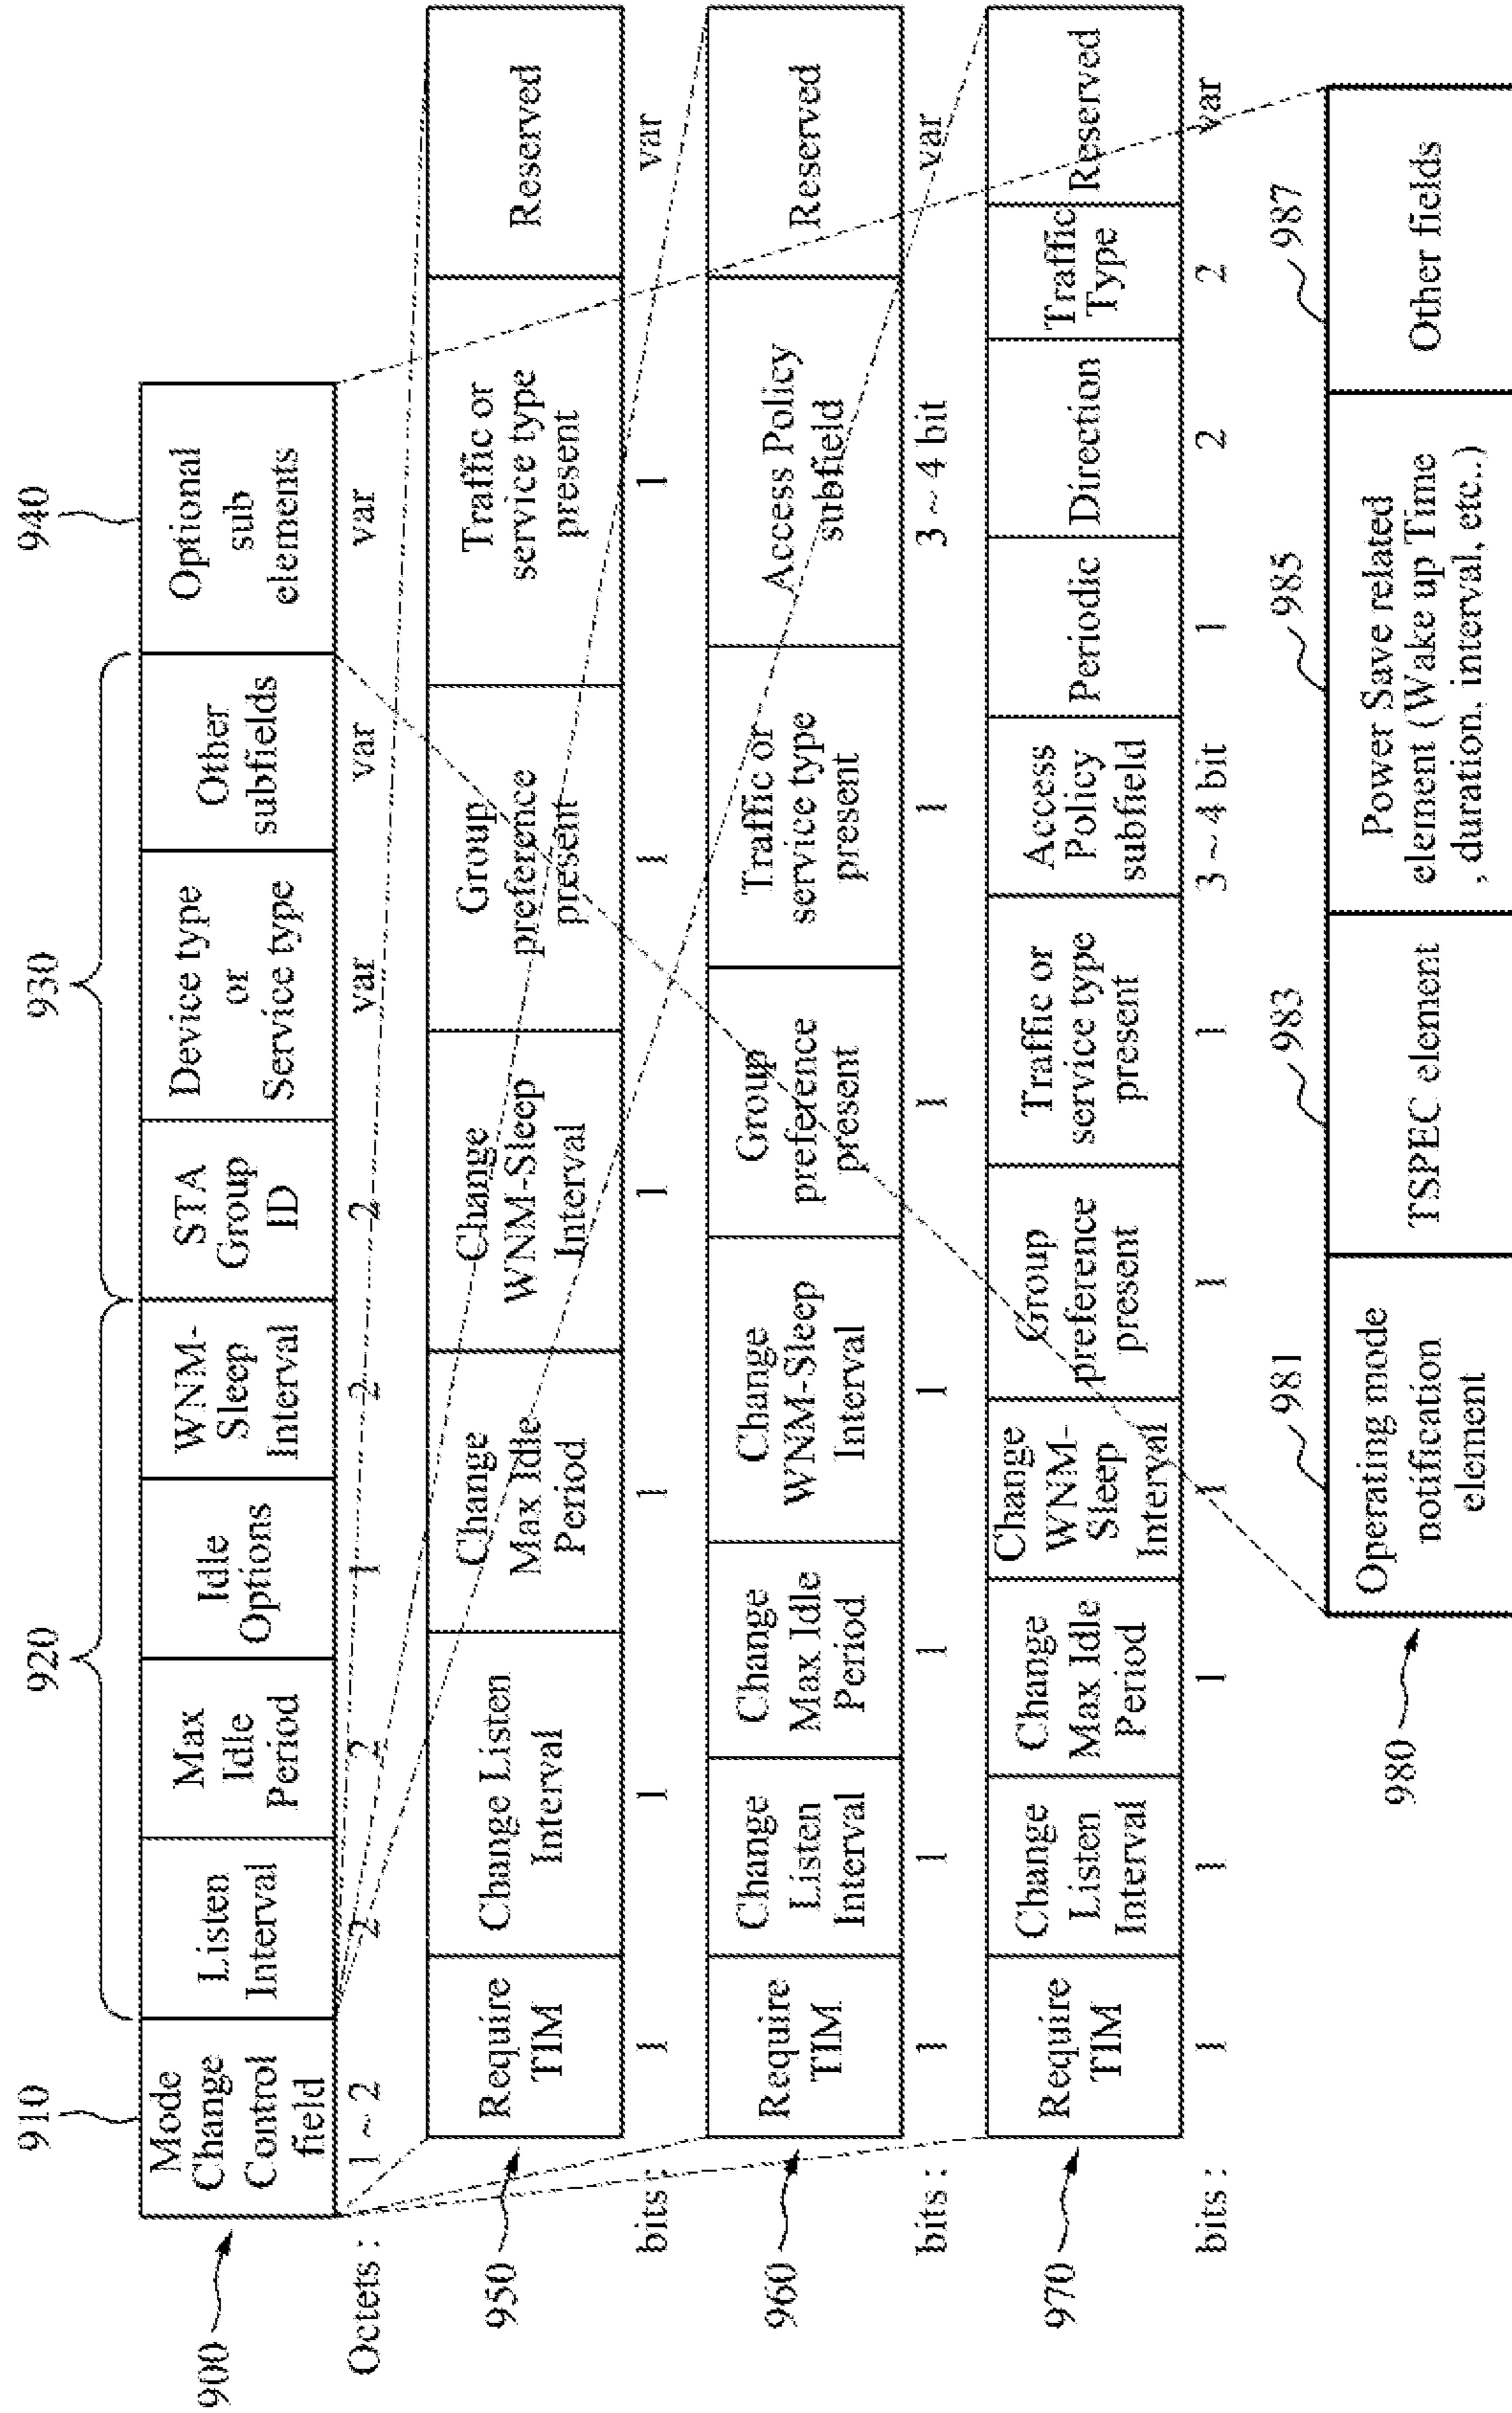 910
920
930
940
900
Mode
Change
Control
field
Listen
Interval
Max
Idle
Period
Idle
Options
WNM-
Sleep
Interval
STA
Group
ID
Device type
or
Service type
Other
subfields
Optional
sub
elements
Octets : 1 ~ 2 2 2 1 2 2 var var var
950
Require
TIM
Change Listen
Interval
Change
Max Idle
Period
Change
WNM-Sleep
Interval
Group
preference
present
Traffic or
service type
present
Reserved
bits : 1 1 1 1 1 1 var
960
Require
TIM
Change
Listen
Interval
Change
Max Idle
Period
Change
WNM-Sleep
Interval
Group
preference
present
Traffic or
service type
present
Access Policy
subfield
Reserved
bits : 1 1 1 1 1 1 3 ~ 4 bit var
970
Require
TIM
Change
Listen
Interval
Change
Max Idle
Period
Change
WNM-
Sleep
Interval
Group
preference
present
Traffic or
service type
present
Access
Policy
subfield
Periodic
Direction
Traffic
Type
Reserved
bits : 1 1 1 1 1 1 3 ~ 4 bit 1 2 2 var
980
981
983
985
987
Operating mode
notification
element
TSPEC element
Power Save related
element (Wake up Time
, duration, interval, etc..)
Other fields